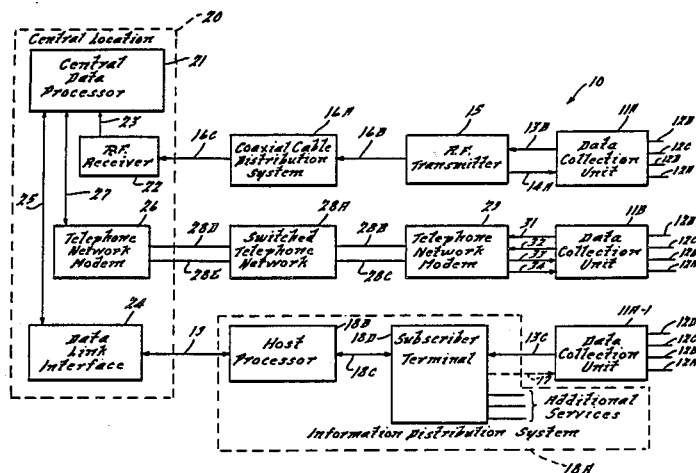 20
Central Location
21
Central
Data
Processor
23
R.F.
Receiver
22
25
27
16C
16A
Coaxial Cable
Distribution
System
16B
15
R.F.
Transmitter
13B
14A
10
11A
Data
Collection
Unit
12D
12C
12B
12A
26
Telephone
Network
Modem
28D
28E
28A
Switched
Telephone
Network
28B
28C
29
Telephone
Network
Modem
31
32
33
34
11B
Data
Collection
Unit
12D
12C
12B
12A
24
Data
Link
Interface
19
18B
Host
Processor
18C
18D
Subscriber
Terminal
13C
17
11A-1
Data
Collection
Unit
12D
12C
12B
12A
Additional
Services
Information Distribution System
18A